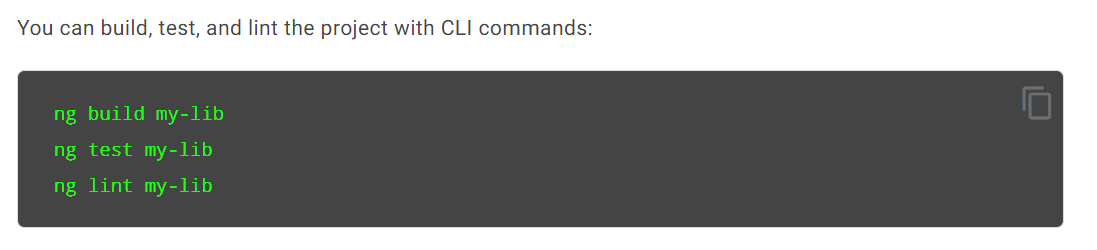 You can build, test, and lint the project with CLI commands:
ng build my-lib
ng test my-lib
ng lint my-lib